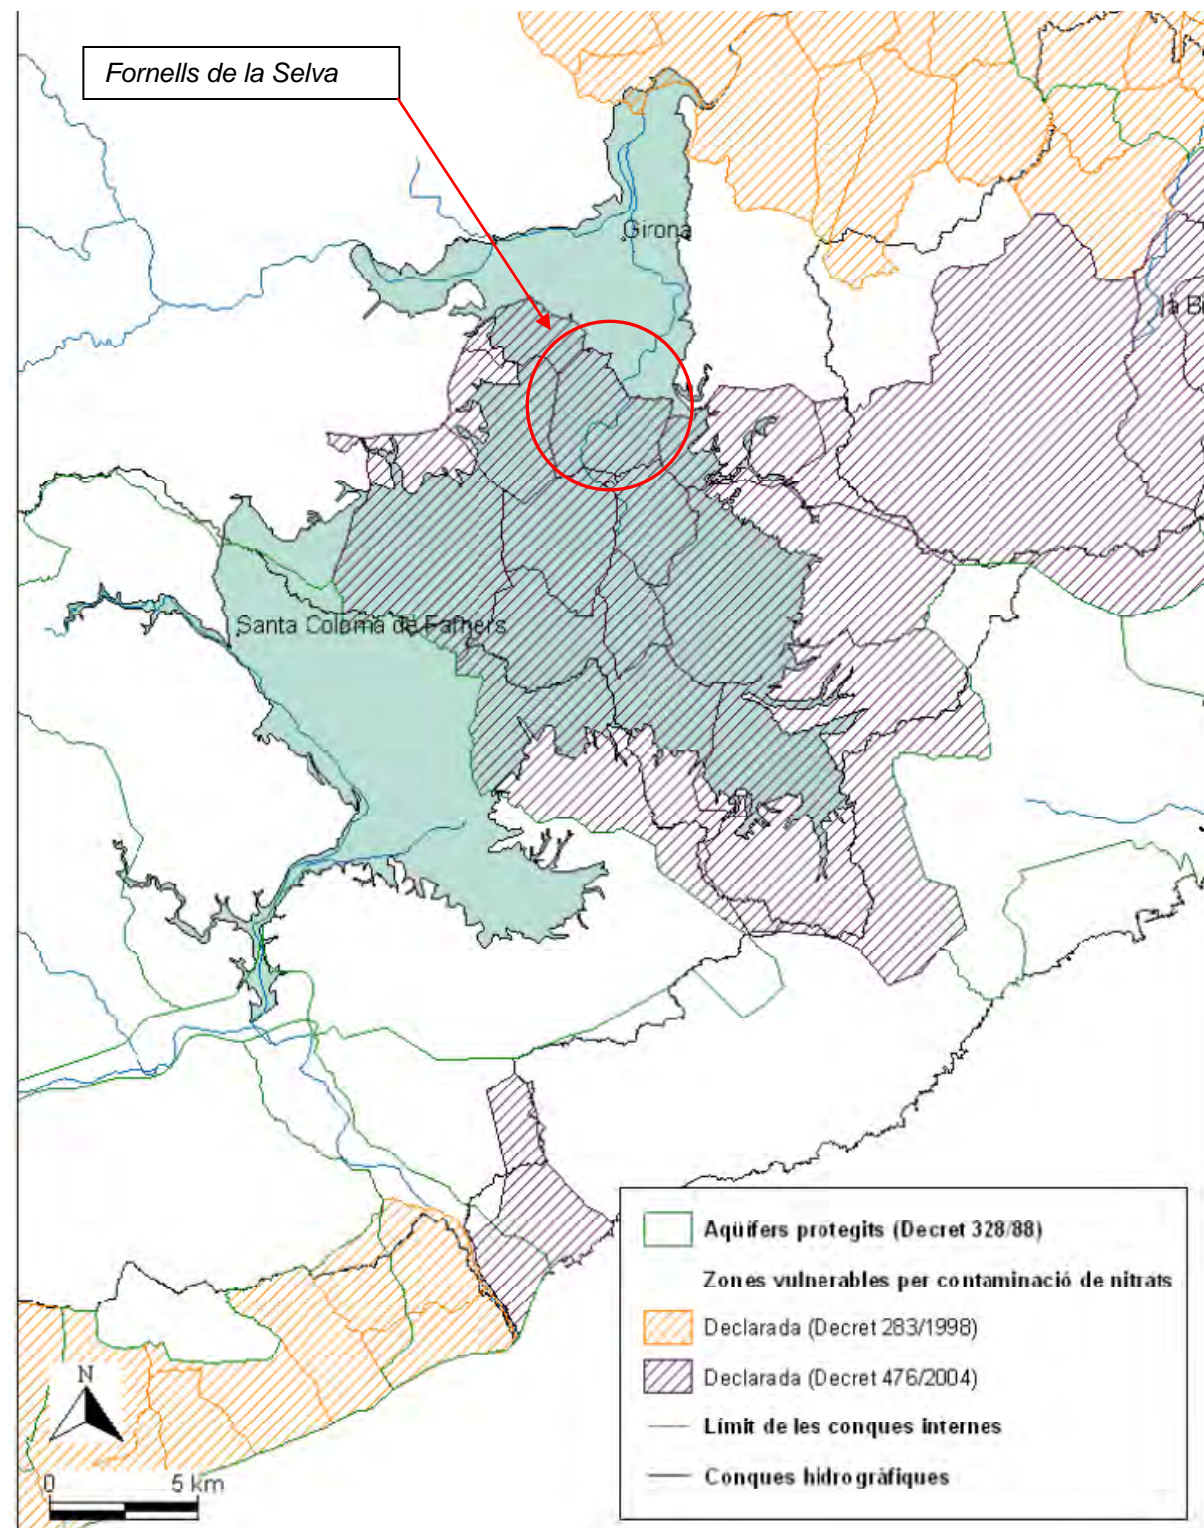 Fornells de la Selva
Girona
la Bi
Santa Coloma de Farners
Aqüífers protegits (Decret 328/88)
Zones vulnerables per contaminació de nitrats
Declarada (Decret 283/1998)
Declarada (Decret 476/2004)
Límit de les conques internes
Conques hidrogràfiques
N
0 5 km